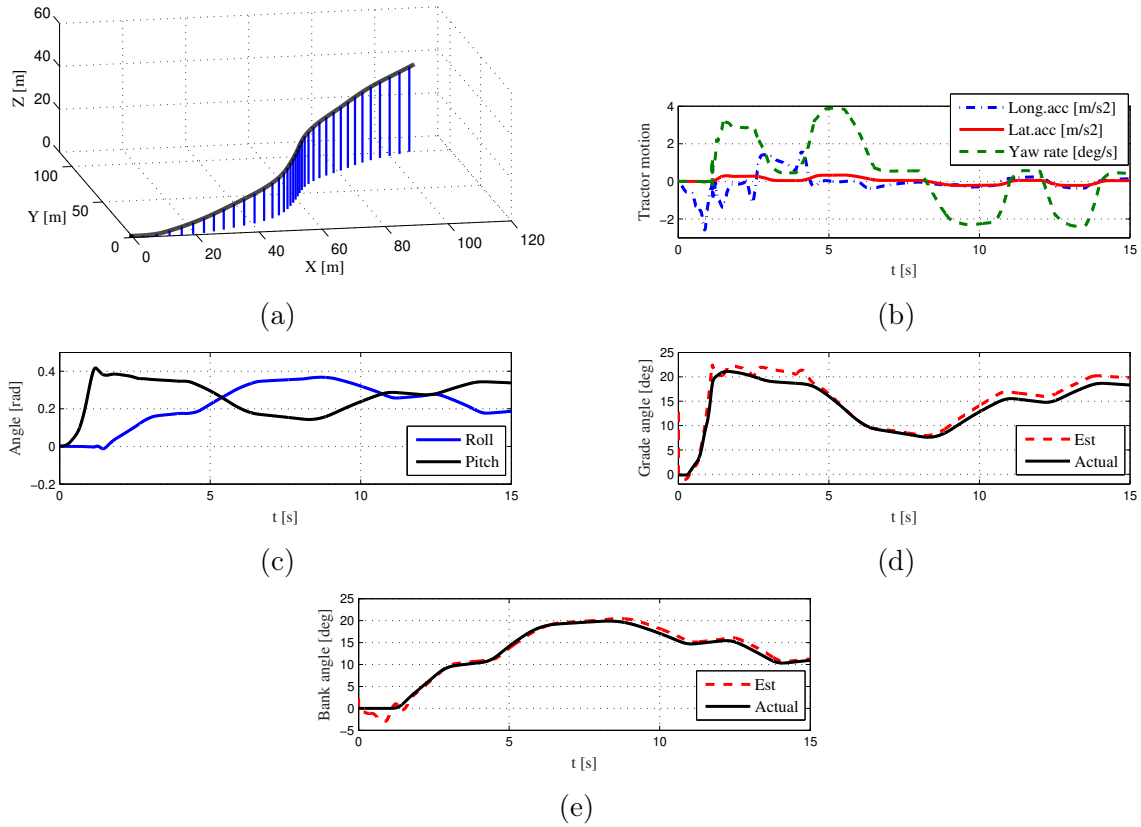 60
40
20
0
Z [m]
100
50
0
Y [m]
0
20
40
60
80
100
120
X [m]
(a)
4
2
0
−2
Tractor motion
Long.acc [m/s2]
Lat.acc [m/s2]
Yaw rate [deg/s]
0
5
10
15
t [s]
(b)
0.4
0.2
0
−0.2
Angle [rad]
Roll
Pitch
0
5
10
15
t [s]
(c)
25
20
15
10
5
0
Grade angle [deg]
Est
Actual
0
5
10
15
t [s]
(d)
25
20
15
10
5
0
−5
Bank angle [deg]
Est
Actual
0
5
10
15
t [s]
(e)